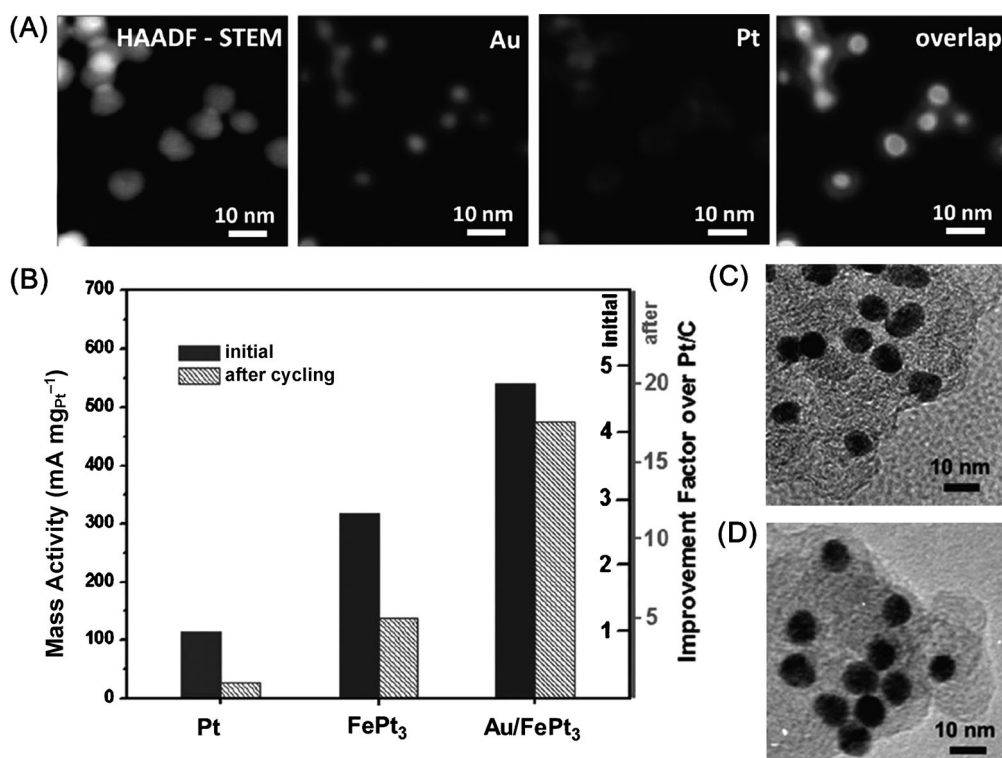 (A)
HAADF - STEM
Au
Pt
overlap
10 nm
10 nm
10 nm
10 nm
(B)
700
600
500
400
300
200
100
0
Mass Activity (mA mgPt⁻¹)
initial
after cycling
Pt
FePt₃
Au/FePt₃
initial
after
5
4
3
2
1
20
15
10
5
Improvement Factor over Pt/C
(C)
10 nm
(D)
10 nm